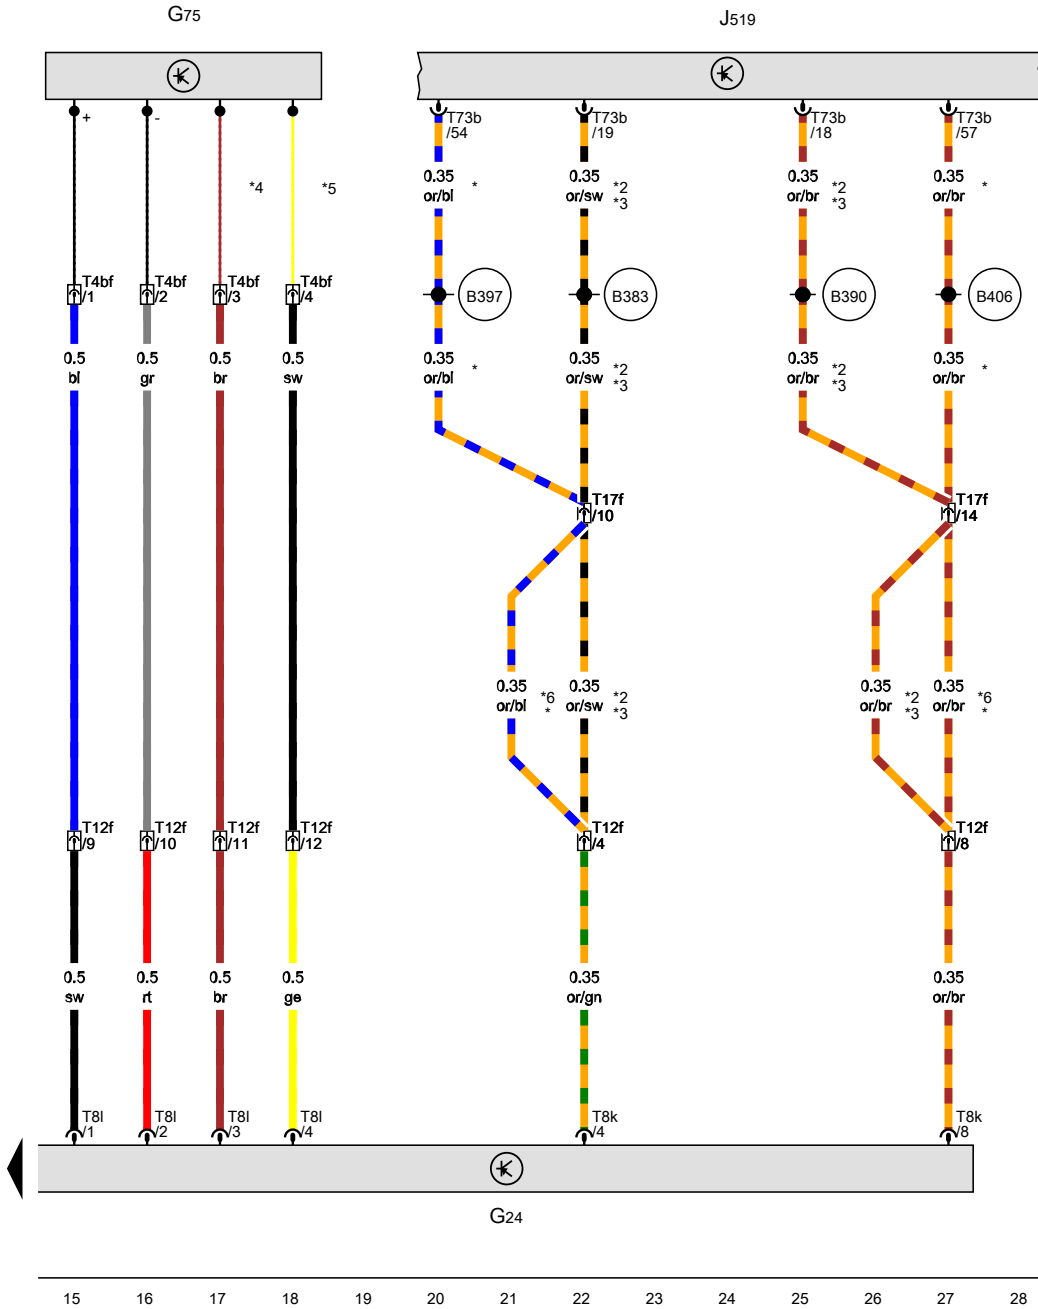 G75 J519
+ - T73b /54 T73b /19 T73b /18 T73b /57
*4 *5
0.35 or/bl * 0.35 or/sw *2 *3 0.35 or/br *2 *3 0.35 or/br *
T4bf /1 T4bf /2 T4bf /3 T4bf /4
B397 B383 B390 B406
0.5 bl 0.5 gr 0.5 br 0.5 sw
0.35 or/bl * 0.35 or/sw *2 *3 0.35 or/br *2 *3 0.35 or/br *
T17f /10 T17f /14
0.35 or/bl *6 * 0.35 or/sw *2 *3 0.35 or/br *2 *3 0.35 or/br *6 *
T12f /9 T12f /10 T12f /11 T12f /12 T12f /4 T12f /8
0.5 sw 0.5 rt 0.5 br 0.5 ge 0.35 or/gn 0.35 or/br
T8l /1 T8l /2 T8l /3 T8l /4 T8k /4 T8k /8
G24
15 16 17 18 19 20 21 22 23 24 25 26 27 28